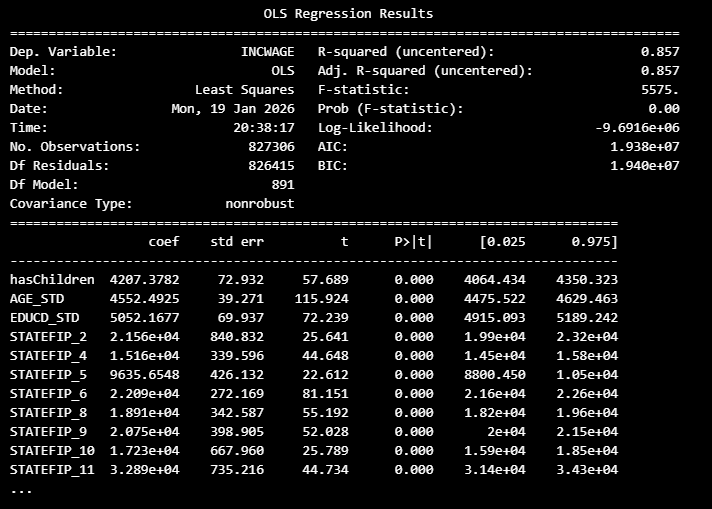 OLS Regression Results
=======================================================================================
Dep. Variable: INCWAGE R-squared (uncentered): 0.857
Model: OLS Adj. R-squared (uncentered): 0.857
Method: Least Squares F-statistic: 5575.
Date: Mon, 19 Jan 2026 Prob (F-statistic): 0.00
Time: 20:38:17 Log-Likelihood: -9.6916e+06
No. Observations: 827306 AIC: 1.938e+07
Df Residuals: 826415 BIC: 1.940e+07
Df Model: 891
Covariance Type: nonrobust
===============================================================================
coef std err t P>|t| [0.025 0.975]
-------------------------------------------------------------------------------
hasChildren 4207.3782 72.932 57.689 0.000 4064.434 4350.323
AGE_STD 4552.4925 39.271 115.924 0.000 4475.522 4629.463
EDUCD_STD 5052.1677 69.937 72.239 0.000 4915.093 5189.242
STATEFIP_2 2.156e+04 840.832 25.641 0.000 1.99e+04 2.32e+04
STATEFIP_4 1.516e+04 339.596 44.648 0.000 1.45e+04 1.58e+04
STATEFIP_5 9635.6548 426.132 22.612 0.000 8800.450 1.05e+04
STATEFIP_6 2.209e+04 272.169 81.151 0.000 2.16e+04 2.26e+04
STATEFIP_8 1.891e+04 342.587 55.192 0.000 1.82e+04 1.96e+04
STATEFIP_9 2.075e+04 398.905 52.028 0.000 2e+04 2.15e+04
STATEFIP_10 1.723e+04 667.960 25.789 0.000 1.59e+04 1.85e+04
STATEFIP_11 3.289e+04 735.216 44.734 0.000 3.14e+04 3.43e+04
...